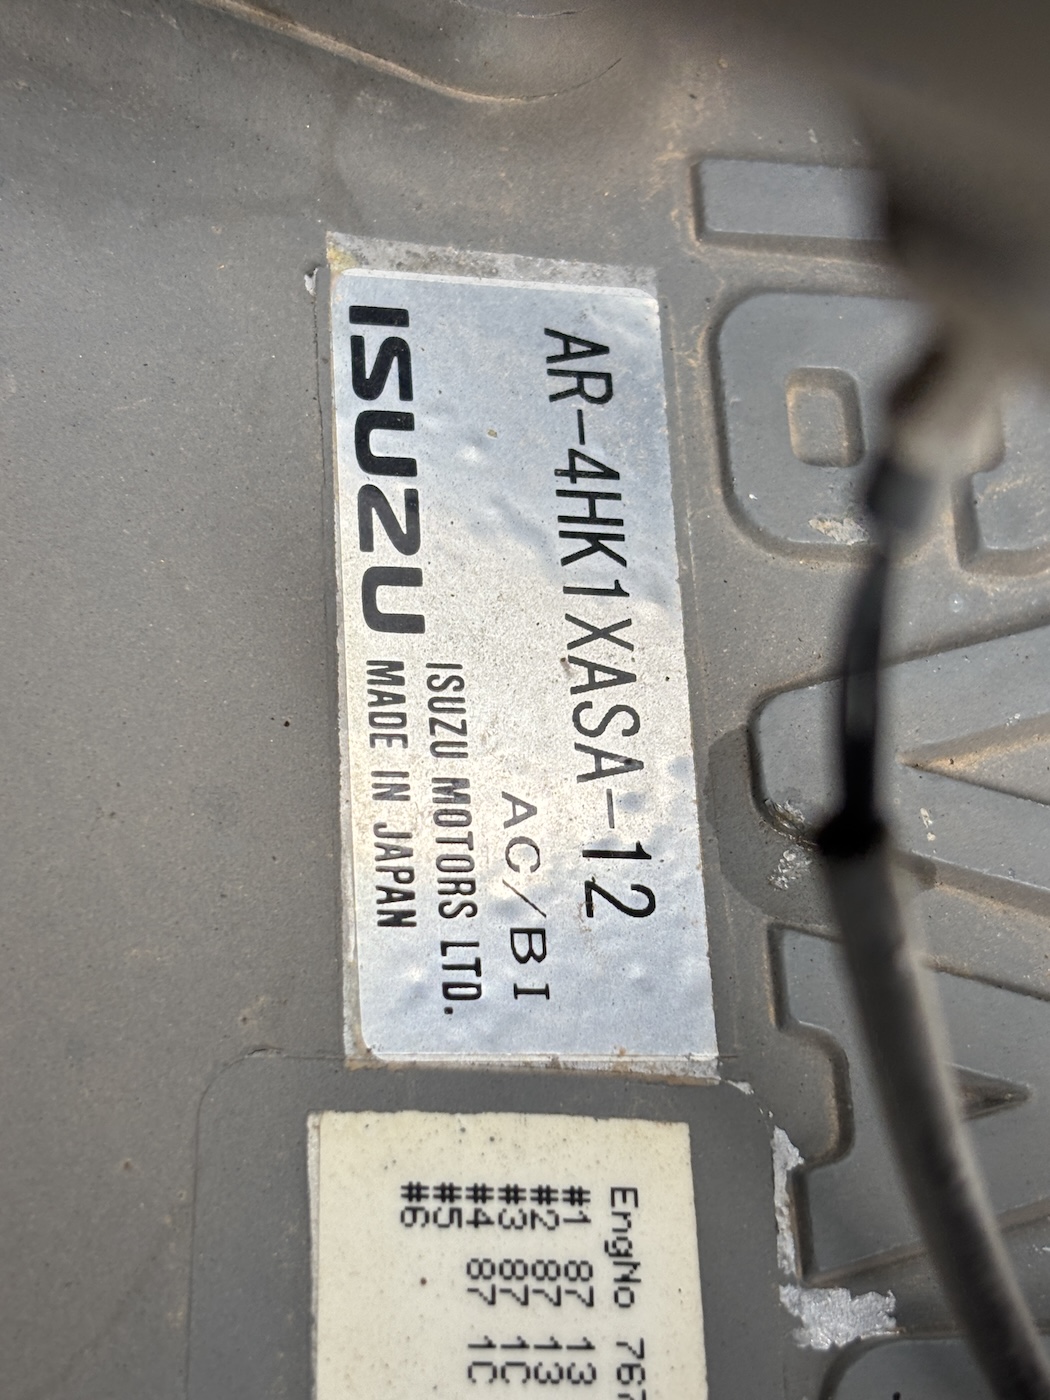 AR-4HK1XASA-12
AC/BI
ISUZU MOTORS LTD.
ISUZU MADE IN JAPAN
EngNo 767
#1 87 13
#2 87 13
#3 87 1C
#4 87 1C
#5
#6